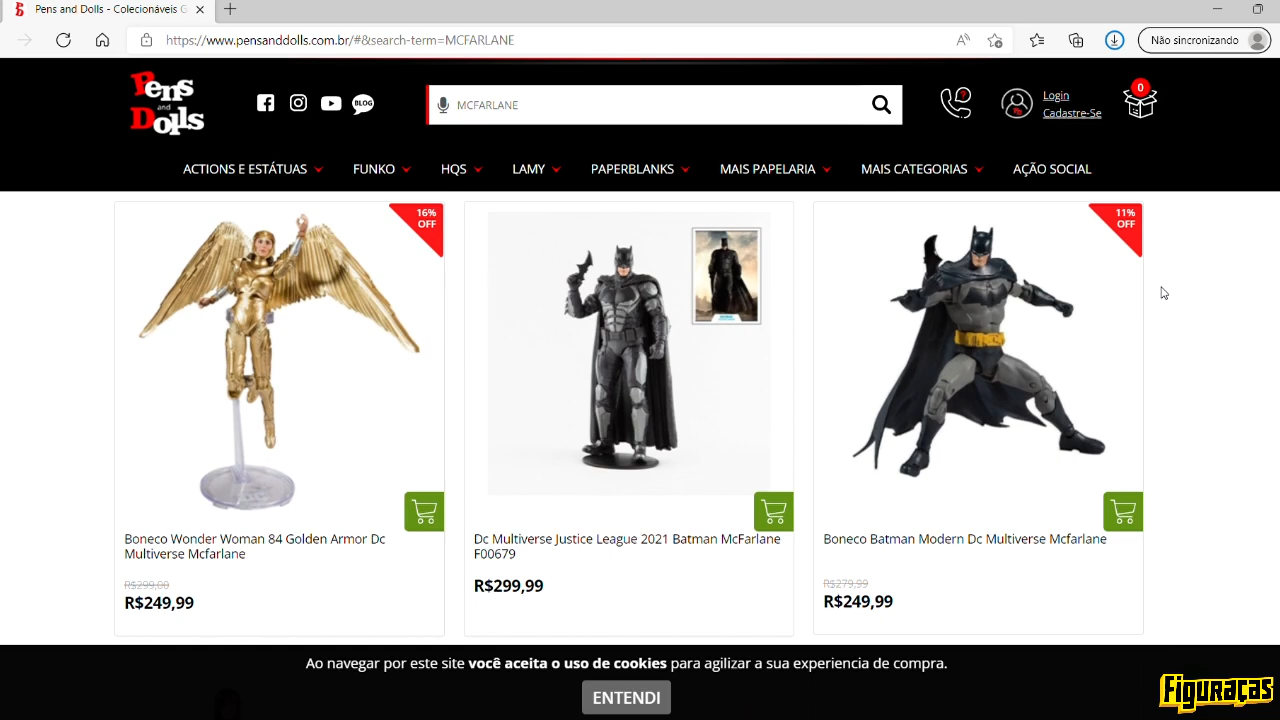 Pens and Dolls - Colecionáveis G
https://www.pensanddolls.com.br/#&search-term=MCFARLANE
Não sincronizando
Pens
and
Dolls
BLOG
MCFARLANE
?
Login
Cadastre-Se
0
ACTIONS E ESTÁTUAS
FUNKO
HQS
LAMY
PAPERBLANKS
MAIS PAPELARIA
MAIS CATEGORIAS
AÇÃO SOCIAL
16%
OFF
11%
OFF
Boneco Wonder Woman 84 Golden Armor Dc
Multiverse Mcfarlane
R$299,00
R$249,99
Dc Multiverse Justice League 2021 Batman McFarlane
F00679
R$299,99
Boneco Batman Modern Dc Multiverse Mcfarlane
R$279,99
R$249,99
Ao navegar por este site você aceita o uso de cookies para agilizar a sua experiencia de compra.
ENTENDI
Figuraças